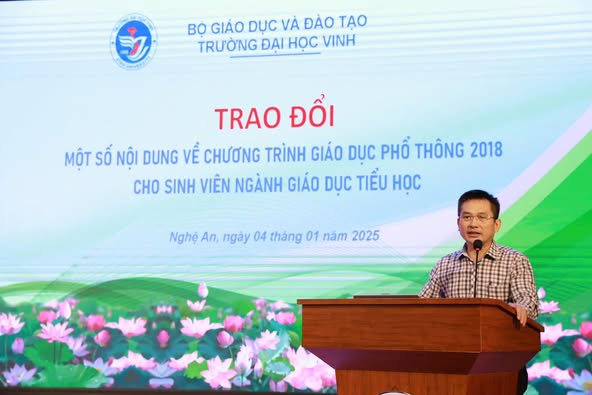 BỘ GIÁO DỤC VÀ ĐÀO TẠO
TRƯỜNG ĐẠI HỌC VINH
TRAO ĐỔI
MỘT SỐ NỘI DUNG VỀ CHƯƠNG TRÌNH GIÁO DỤC PHỔ THÔNG 2018
CHO SINH VIÊN NGÀNH GIÁO DỤC TIỂU HỌC
Nghệ An, ngày 04 tháng 01 năm 2025